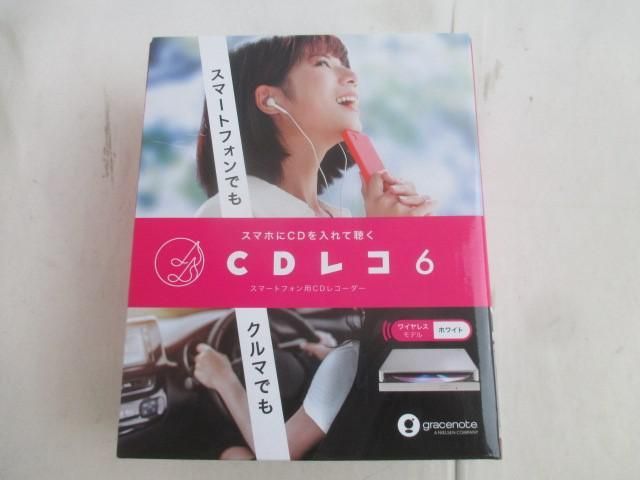 スマートフォンでも
スマホにCDを入れて聴く
CDレコ6
スマートフォン用CDレコーダー
クルマでも
ワイヤレス
モデル
ホワイト
gracenote
A NIELSEN COMPANY